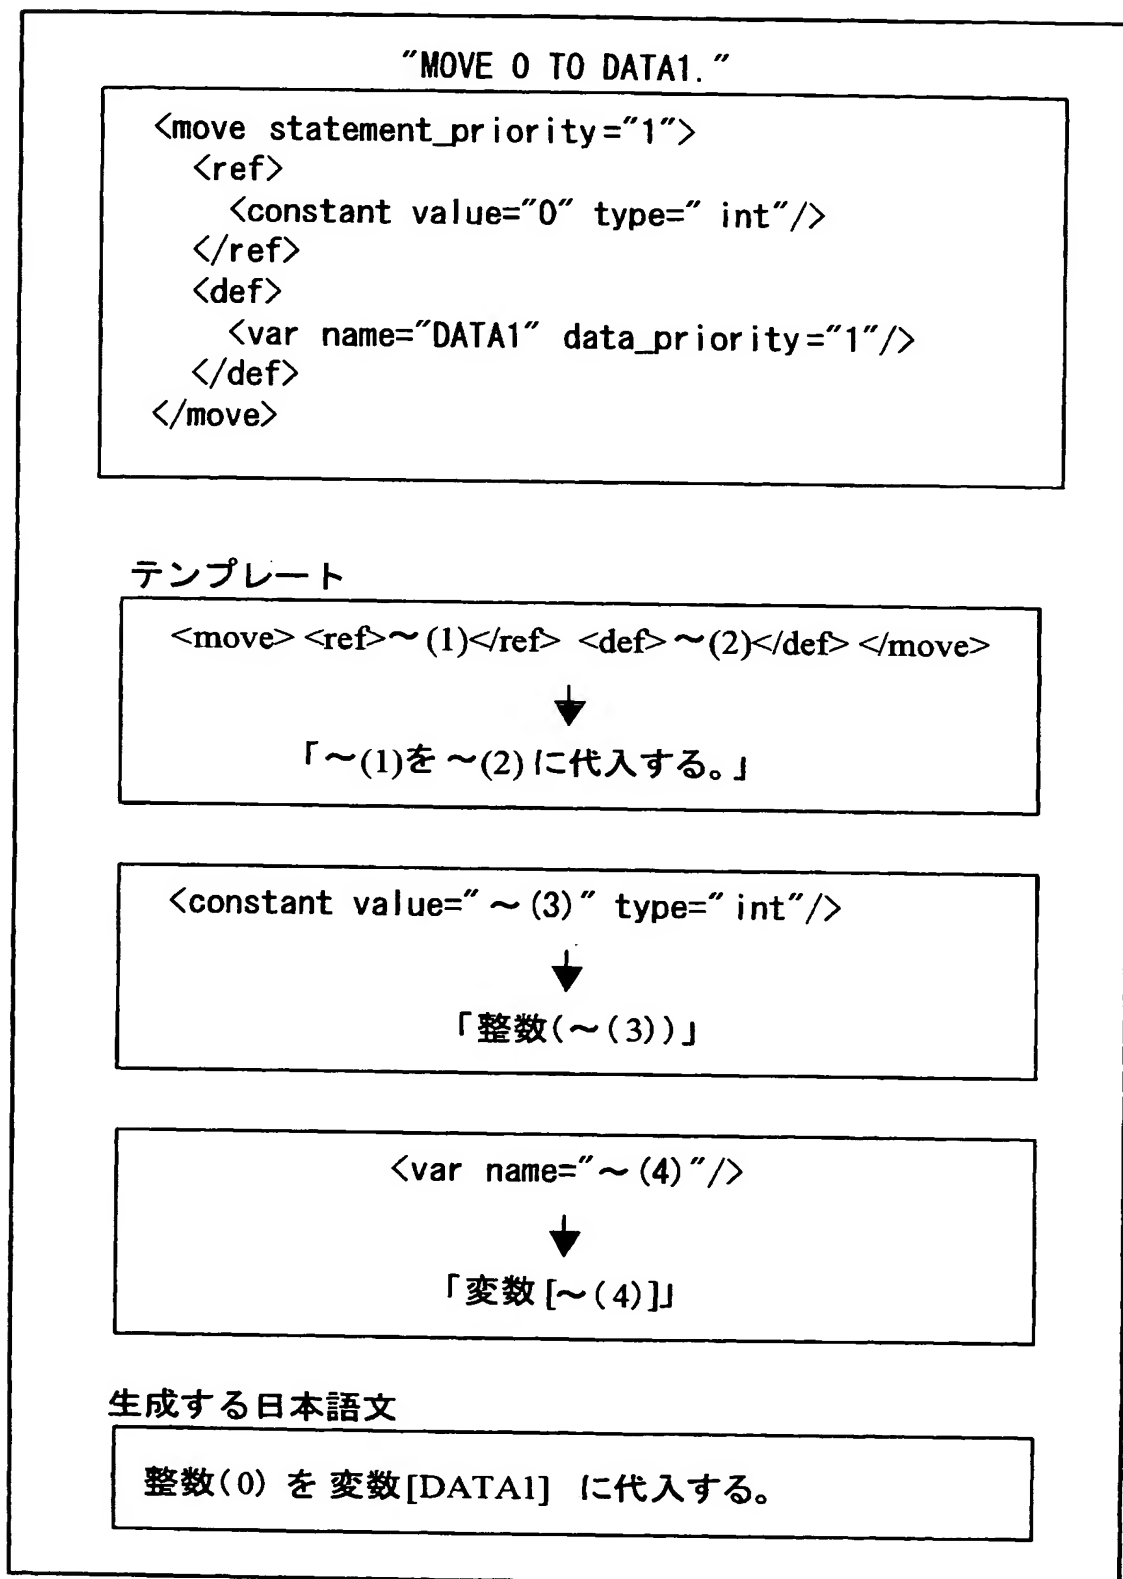 "MOVE 0 TO DATA1."
<move statement_priority="1">
<ref>
<constant value="0" type=" int"/>
</ref>
<def>
<var name="DATA1" data_priority="1"/>
</def>
</move>
テンプレート
<move> <ref>～(1)</ref> <def>～(2)</def> </move>
「～(1)を～(2)に代入する。」
<constant value="～(3)" type="int"/>
「整数(～(3))」
<var name="～(4)"/>
「変数[～(4)]」
生成する日本語文
整数(0) を 変数[DATA1] に代入する。